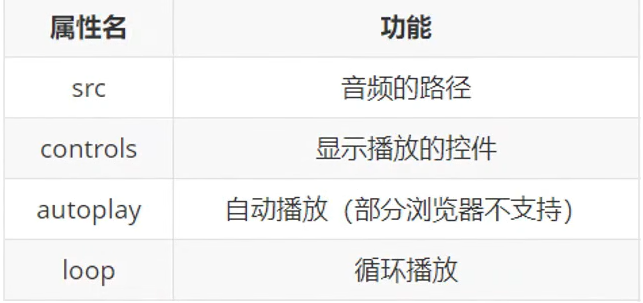 属性名 功能
src 音频的路径
controls 显示播放的控件
autoplay 自动播放（部分浏览器不支持）
loop 循环播放